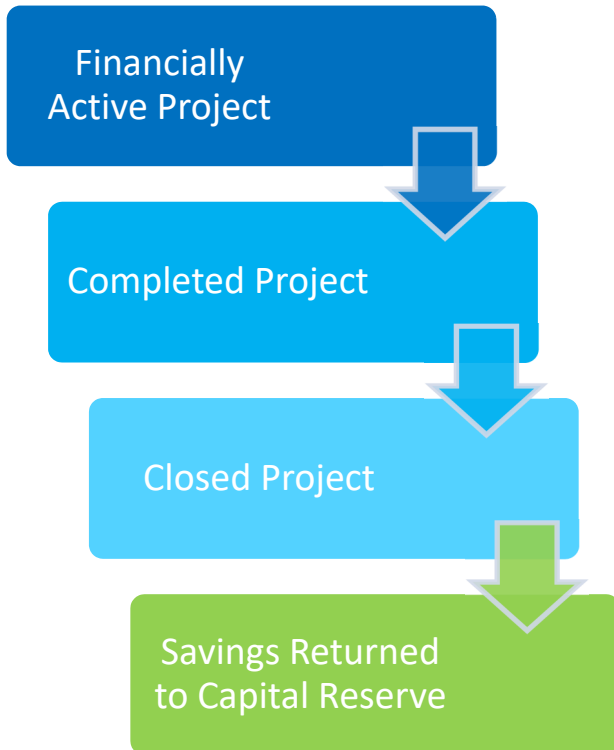 Financially
Active Project
Completed Project
Closed Project
Savings Returned
to Capital Reserve